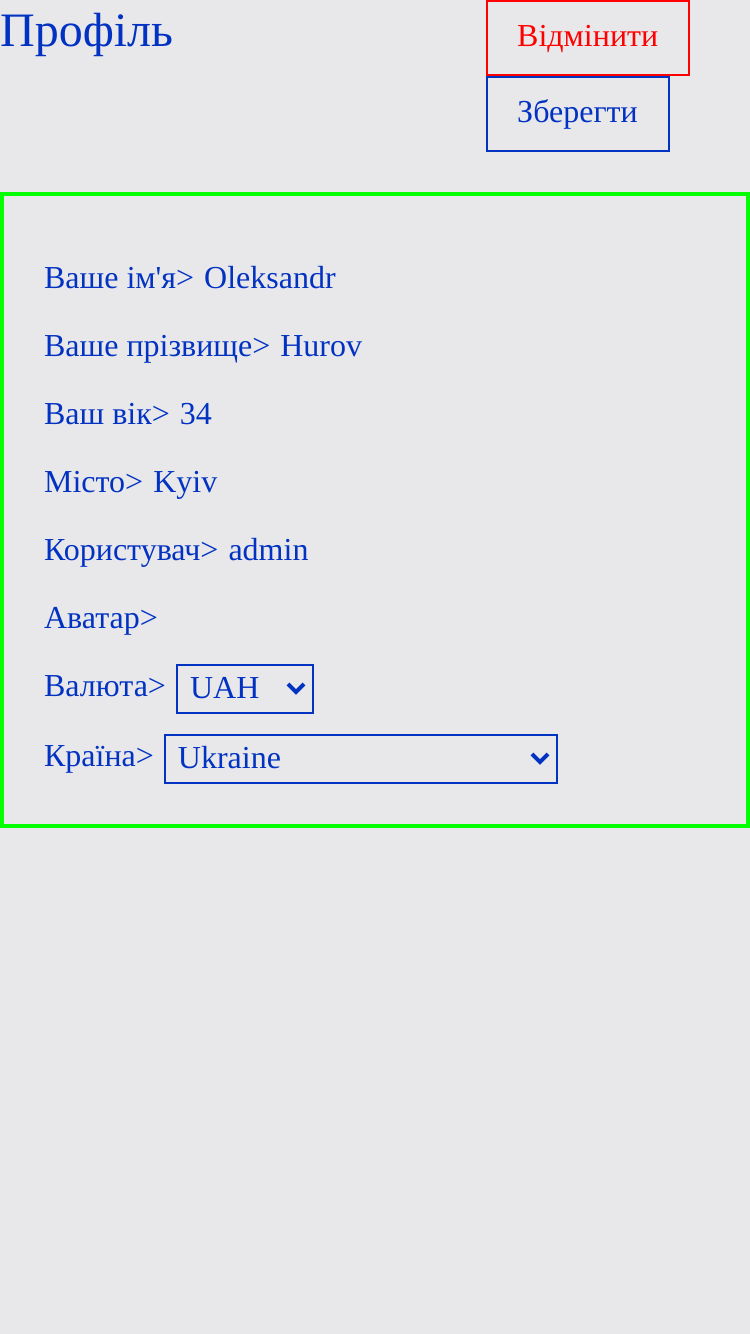 Профіль
Відмінити
Зберегти
Ваше ім'я> Oleksandr
Ваше прізвище> Hurov
Ваш вік> 34
Місто> Kyiv
Користувач> admin
Аватар>
Валюта> UAH
Країна> Ukraine